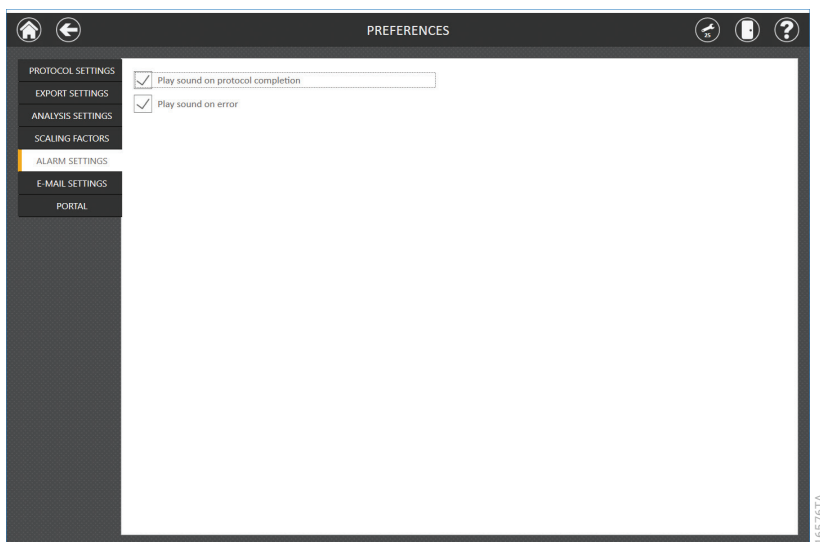 PREFERENCES
25
?
PROTOCOL SETTINGS
EXPORT SETTINGS
ANALYSIS SETTINGS
SCALING FACTORS
ALARM SETTINGS
E-MAIL SETTINGS
PORTAL
Play sound on protocol completion
Play sound on error